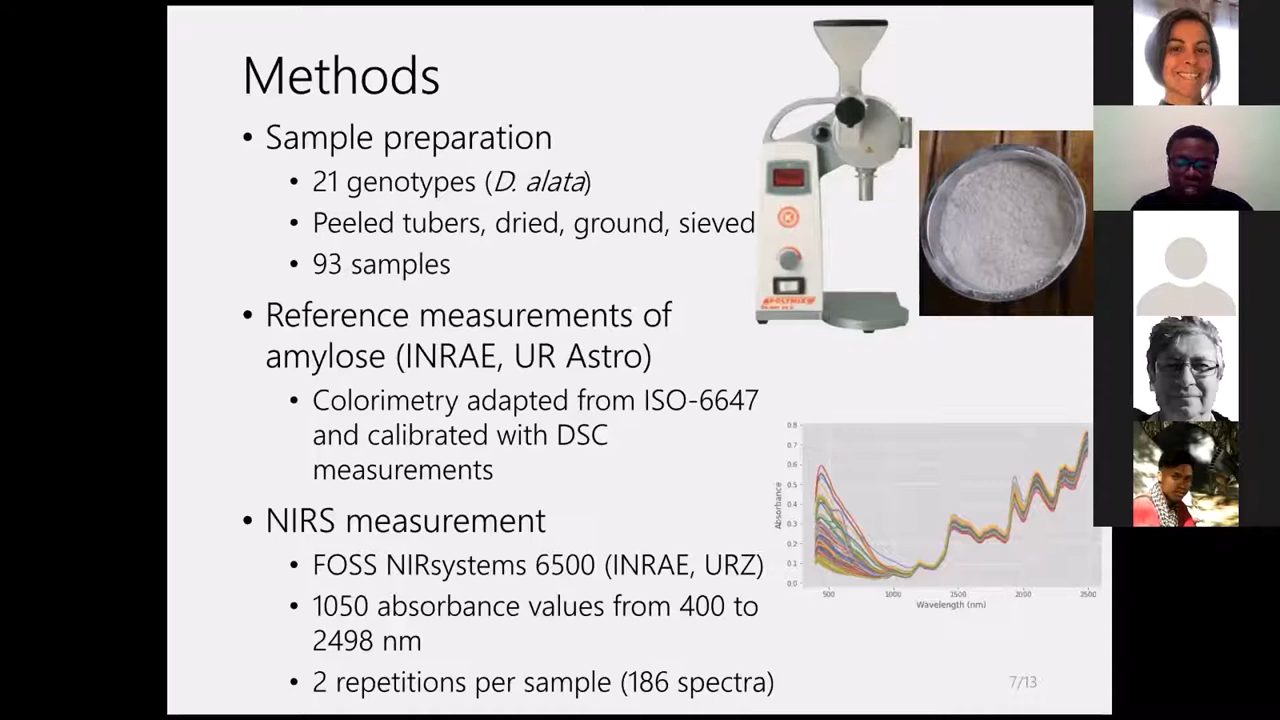 Methods
• Sample preparation
• 21 genotypes (D. alata)
• Peeled tubers, dried, ground, sieved
• 93 samples
• Reference measurements of
amylose (INRAE, UR Astro)
• Colorimetry adapted from ISO-6647
and calibrated with DSC
measurements
• NIRS measurement
• FOSS NIRsystems 6500 (INRAE, URZ)
• 1050 absorbance values from 400 to
2498 nm
• 2 repetitions per sample (186 spectra)
0.8
0.7
0.6
0.5
0.4
0.3
0.2
0.1
0.0
Absorbance
500 1000 1500 2000 2500
Wavelength (nm)
7/13